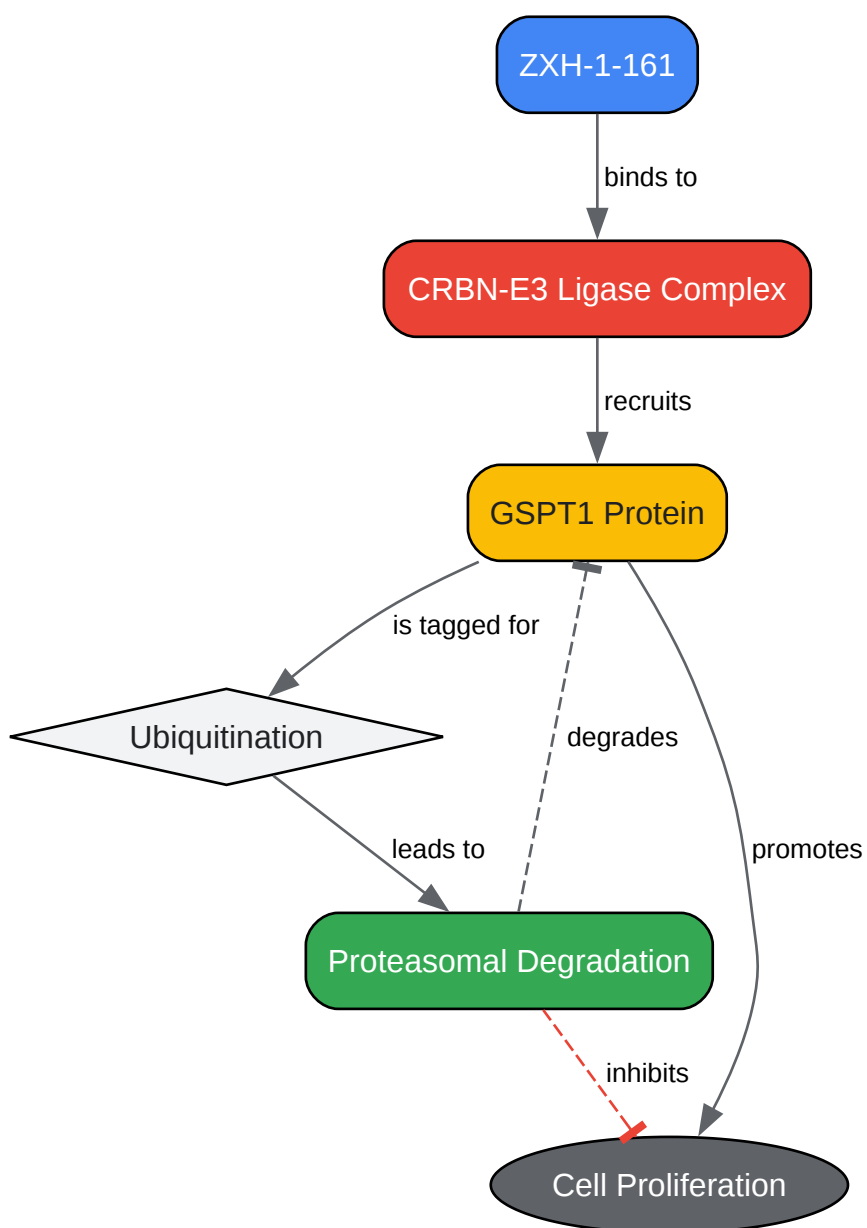 ZXH-1-161
binds to
CRBN-E3 Ligase Complex
recruits
GSPT1 Protein
is tagged for
Ubiquitination
degrades
leads to
promotes
Proteasomal Degradation
inhibits
Cell Proliferation